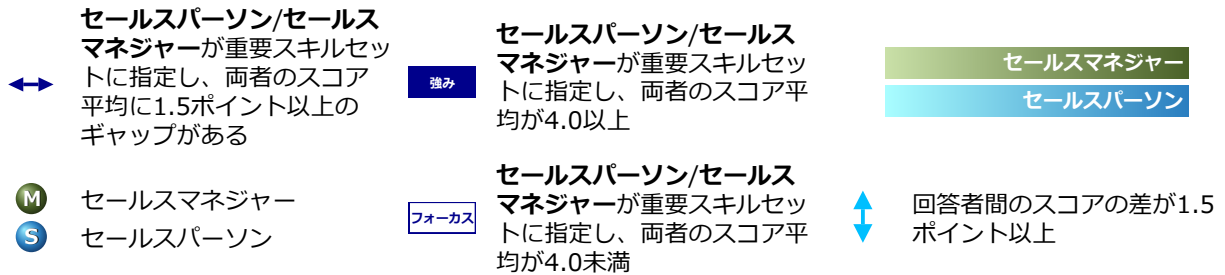 セールスパーソン/セールス
マネジャーが重要スキルセッ
トに指定し、両者のスコア
平均に1.5ポイント以上の
ギャップがある
強み
セールスパーソン/セールス
マネジャーが重要スキルセッ
トに指定し、両者のスコア平
均が4.0以上
セールスマネジャー
セールスパーソン
M
セールスマネジャー
S
セールスパーソン
フォーカス
セールスパーソン/セールス
マネジャーが重要スキルセッ
トに指定し、両者のスコア平
均が4.0未満
回答者間のスコアの差が1.5
ポイント以上